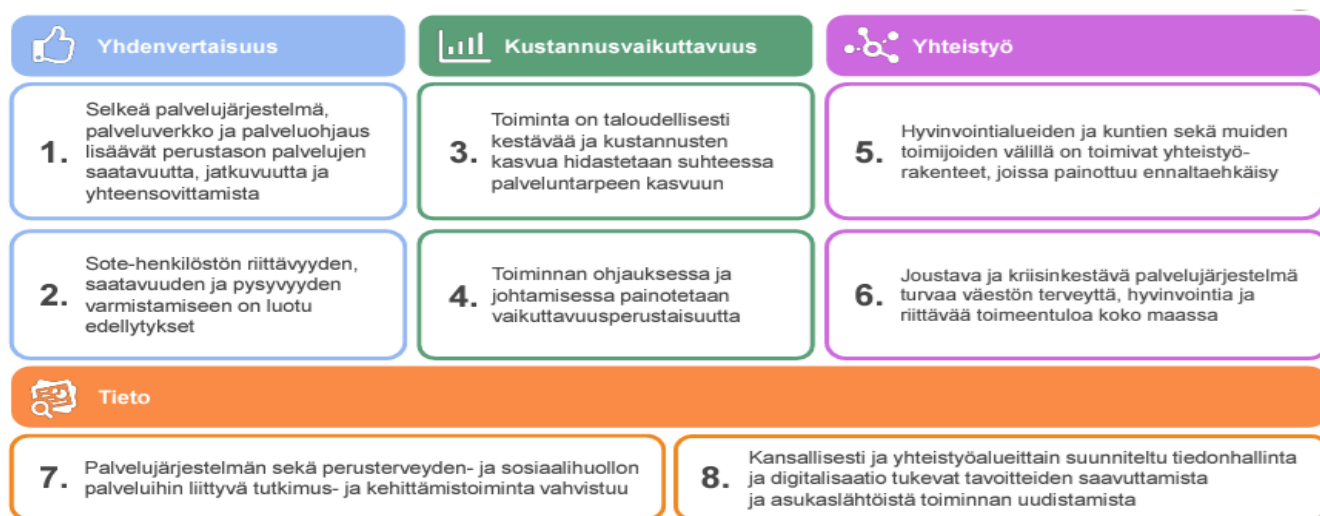 Yhdenvertaisuus
1.
Selkeä palvelujärjestelmä,
palveluverkko ja palveluohjaus
lisäävät perustason palvelujen
saatavuutta, jatkuvuutta ja
yhteensovittamista
2.
Sote-henkilöstön riittävyyden,
saatavuuden ja pysyvyyden
varmistamiseen on luotu
edellytykset
Kustannusvaikuttavuus
3.
Toiminta on taloudellisesti
kestävää ja kustannusten
kasvua hidastetaan suhteessa
palveluntarpeen kasvuun
4.
Toiminnan ohjauksessa ja
johtamisessa painotetaan
vaikuttavuusperustaisuutta
Yhteistyö
5.
Hyvinvointialueiden ja kuntien sekä muiden
toimijoiden välillä on toimivat yhteistyö-
rakenteet, joissa painottuu ennaltaehkäisy
6.
Joustava ja kriisinkestävä palvelujärjestelmä
turvaa väestön terveyttä, hyvinvointia ja
riittävää toimeentuloa koko maassa
Tieto
7.
Palvelujärjestelmän sekä perusterveyden- ja sosiaalihuollon
palveluihin liittyvä tutkimus- ja kehittämistoiminta vahvistuu
8.
Kansallisesti ja yhteistyöalueittain suunniteltu tiedonhallinta
ja digitalisaatio tukevat tavoitteiden saavuttamista
ja asukaslähtöistä toiminnan uudistamista